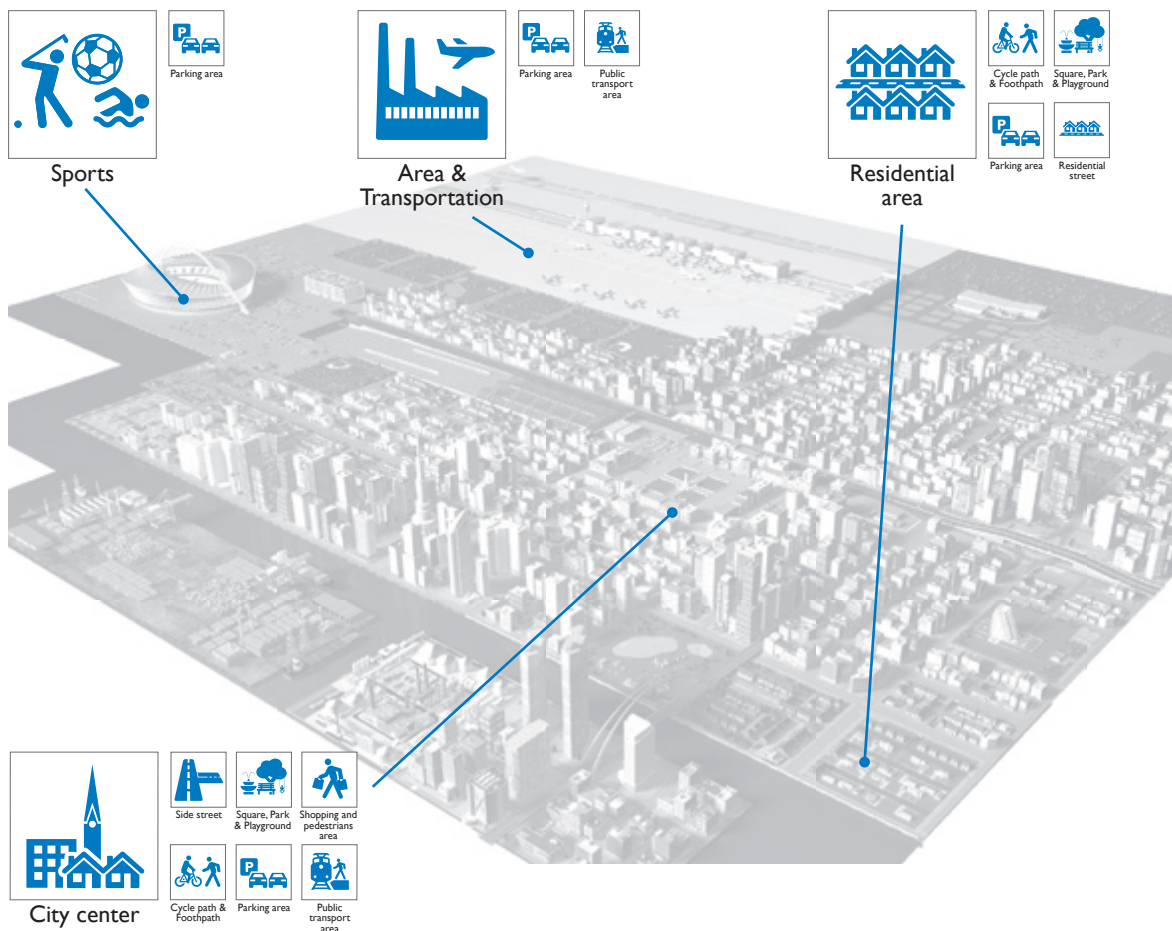 P
Parking area
Sports
P
Parking area
Public
transport
area
Area &
Transportation
Cycle path
& Footpath
Square, Park
& Playground
P
Parking area
Residential
street
Residential
area
Side street
Square, Park
& Playground
Shopping and
pedestrians
area
Cycle path &
Footpath
P
Parking area
Public
transport
area
City center